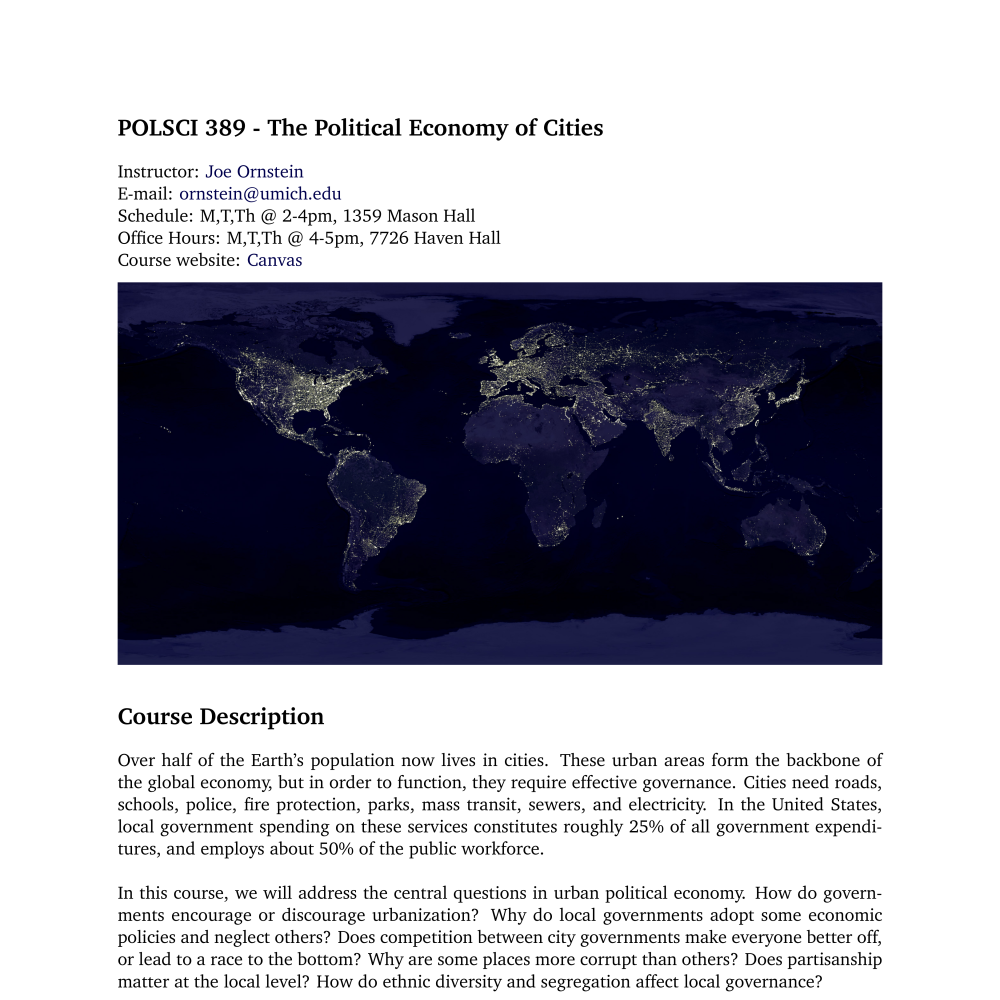 POLSCI 389 - The Political Economy of Cities
Instructor: Joe Ornstein
E-mail: ornstein@umich.edu
Schedule: M,T,Th @ 2-4pm, 1359 Mason Hall
Office Hours: M,T,Th @ 4-5pm, 7726 Haven Hall
Course website: Canvas
Course Description
Over half of the Earth's population now lives in cities. These urban areas form the backbone of
the global economy, but in order to function, they require effective governance. Cities need roads,
schools, police, fire protection, parks, mass transit, sewers, and electricity. In the United States,
local government spending on these services constitutes roughly 25% of all government expendi-
tures, and employs about 50% of the public workforce.
In this course, we will address the central questions in urban political economy. How do govern-
ments encourage or discourage urbanization? Why do local governments adopt some economic
policies and neglect others? Does competition between city governments make everyone better off,
or lead to a race to the bottom? Why are some places more corrupt than others? Does partisanship
matter at the local level? How do ethnic diversity and segregation affect local governance?